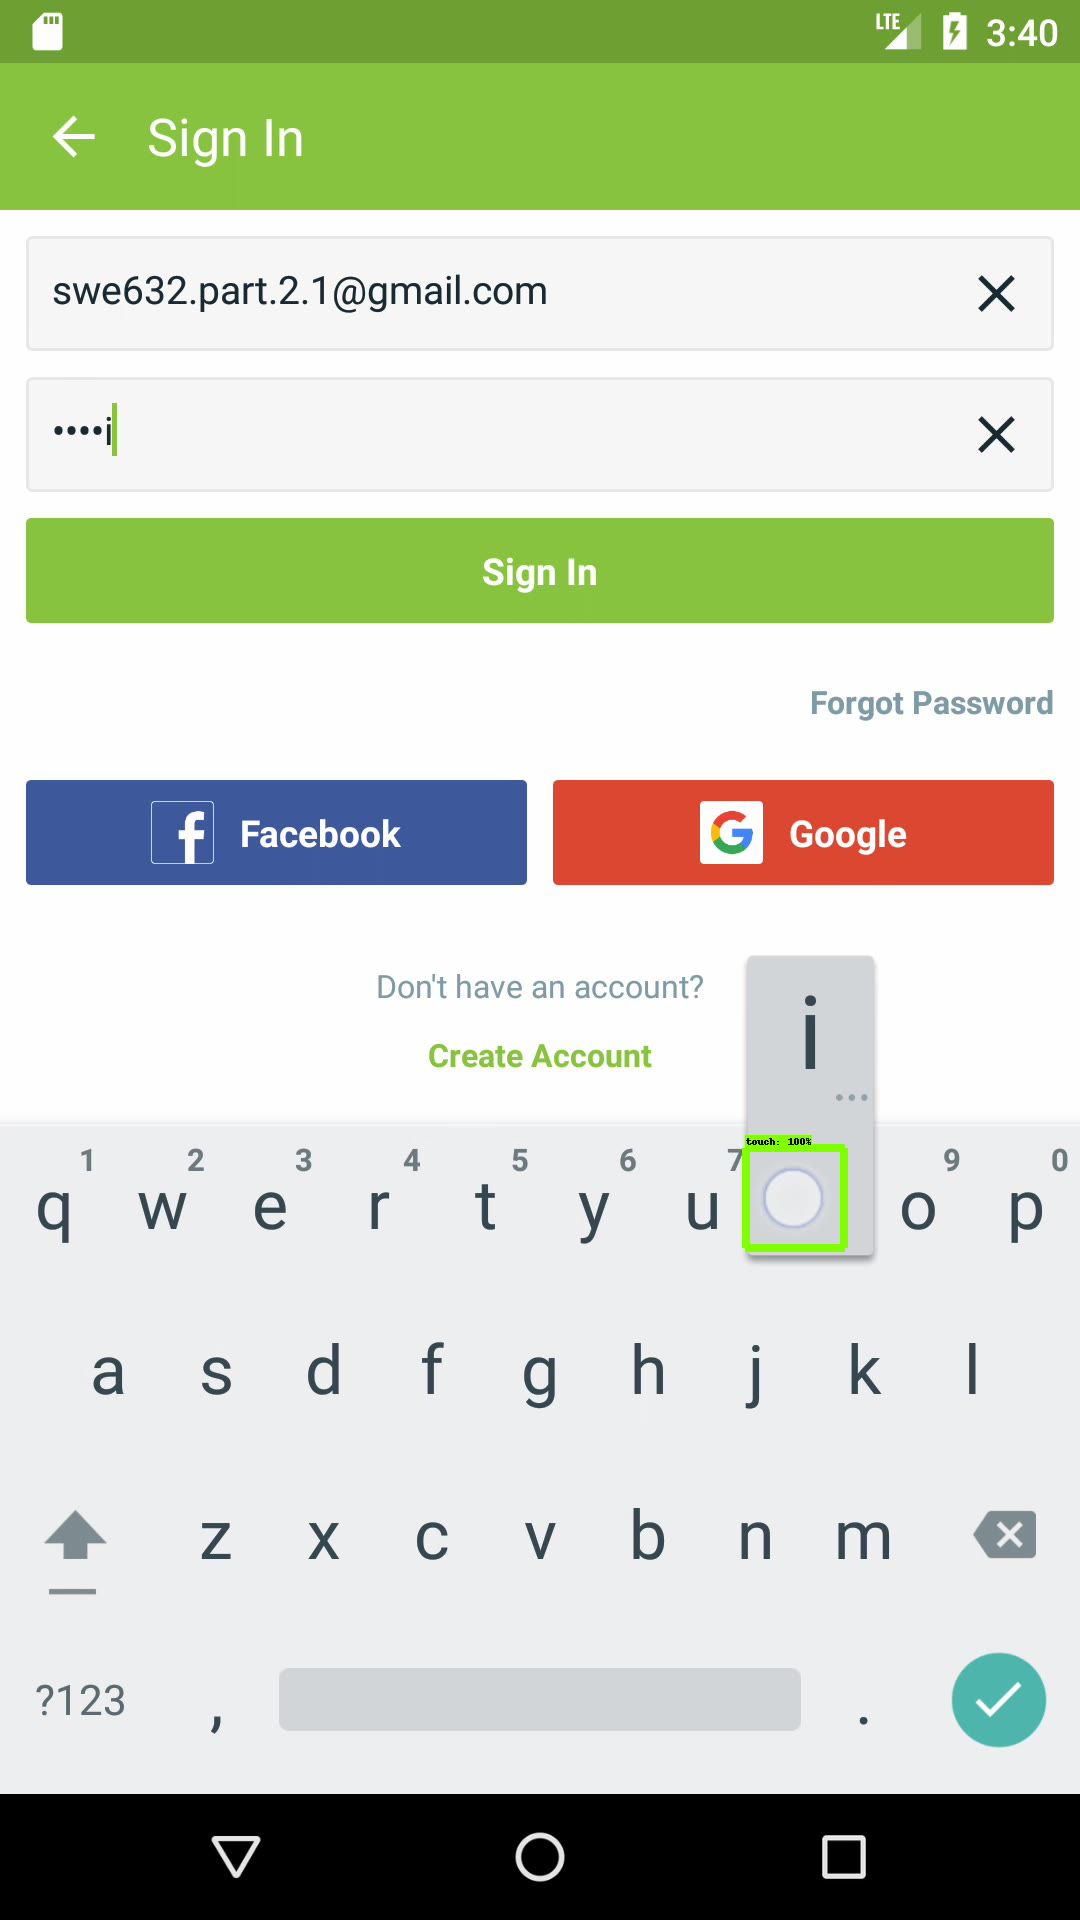 LTE 3:40
Sign In
swe632.part.2.1@gmail.com
••••i
Sign In
Forgot Password
Facebook
Google
Don't have an account?
Create Account
i
...
touch: 100%
1 2 3 4 5 6 7 9 0
q w e r t y u o p
a s d f g h j k l
z x c v b n m
?123 , .